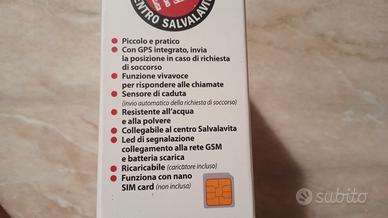 CENTRO SALVALAVITA
Piccolo e pratico
Con GPS integrato, invia
la posizione in caso di richiesta
di soccorso
Funzione vivavoce
per rispondere alle chiamate
Sensore di caduta
(invio automatico della richiesta di soccorso)
Resistente all'acqua
e alla polvere
Collegabile al centro Salvalavita
Led di segnalazione
collegamento alla rete GSM
e batteria scarica
Ricaricabile (caricatore incluso)
Funziona con nano
SIM card (non inclusa)
subito